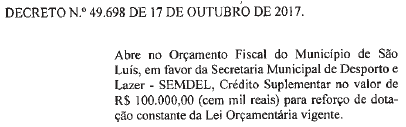 DECRETO N.º 49.698 DE 17 DE OUTUBRO DE 2017.
Abre no Orçamento Fiscal do Município de São
Luís, em favor da Secretaria Municipal de Desporto e
Lazer - SEMDEL, Crédito Suplementar no valor de
R$ 100.000,00 (cem mil reais) para reforço de dota-
ção constante da Lei Orçamentária vigente.